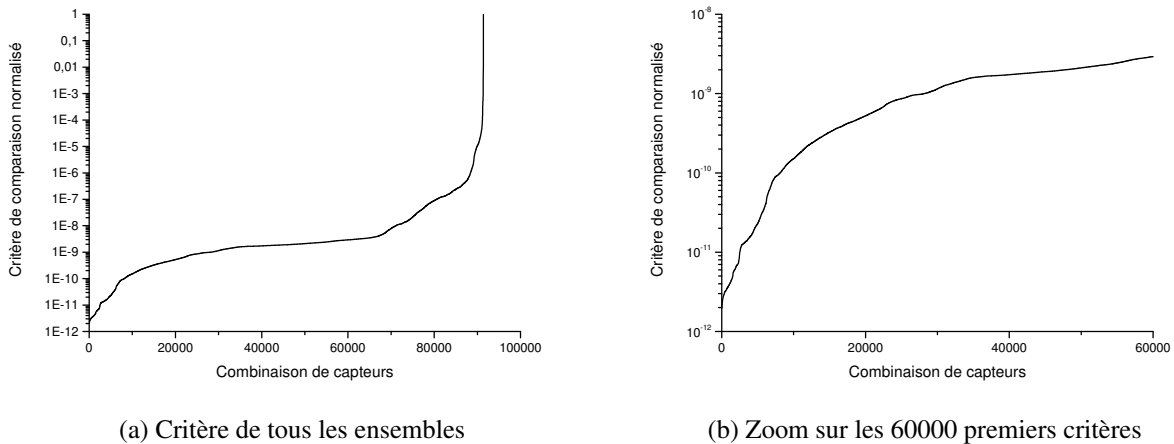 1
0,1
0,01
1E-3
1E-4
1E-5
1E-6
1E-7
1E-8
1E-9
1E-10
1E-11
1E-12
Critère de comparaison normalisé
0
20000
40000
60000
80000
100000
Combinaison de capteurs
(a) Critère de tous les ensembles
10⁻⁸
10⁻⁹
10⁻¹⁰
10⁻¹¹
10⁻¹²
Critère de comparaison normalisé
0
20000
40000
60000
Combinaison de capteurs
(b) Zoom sur les 60000 premiers critères